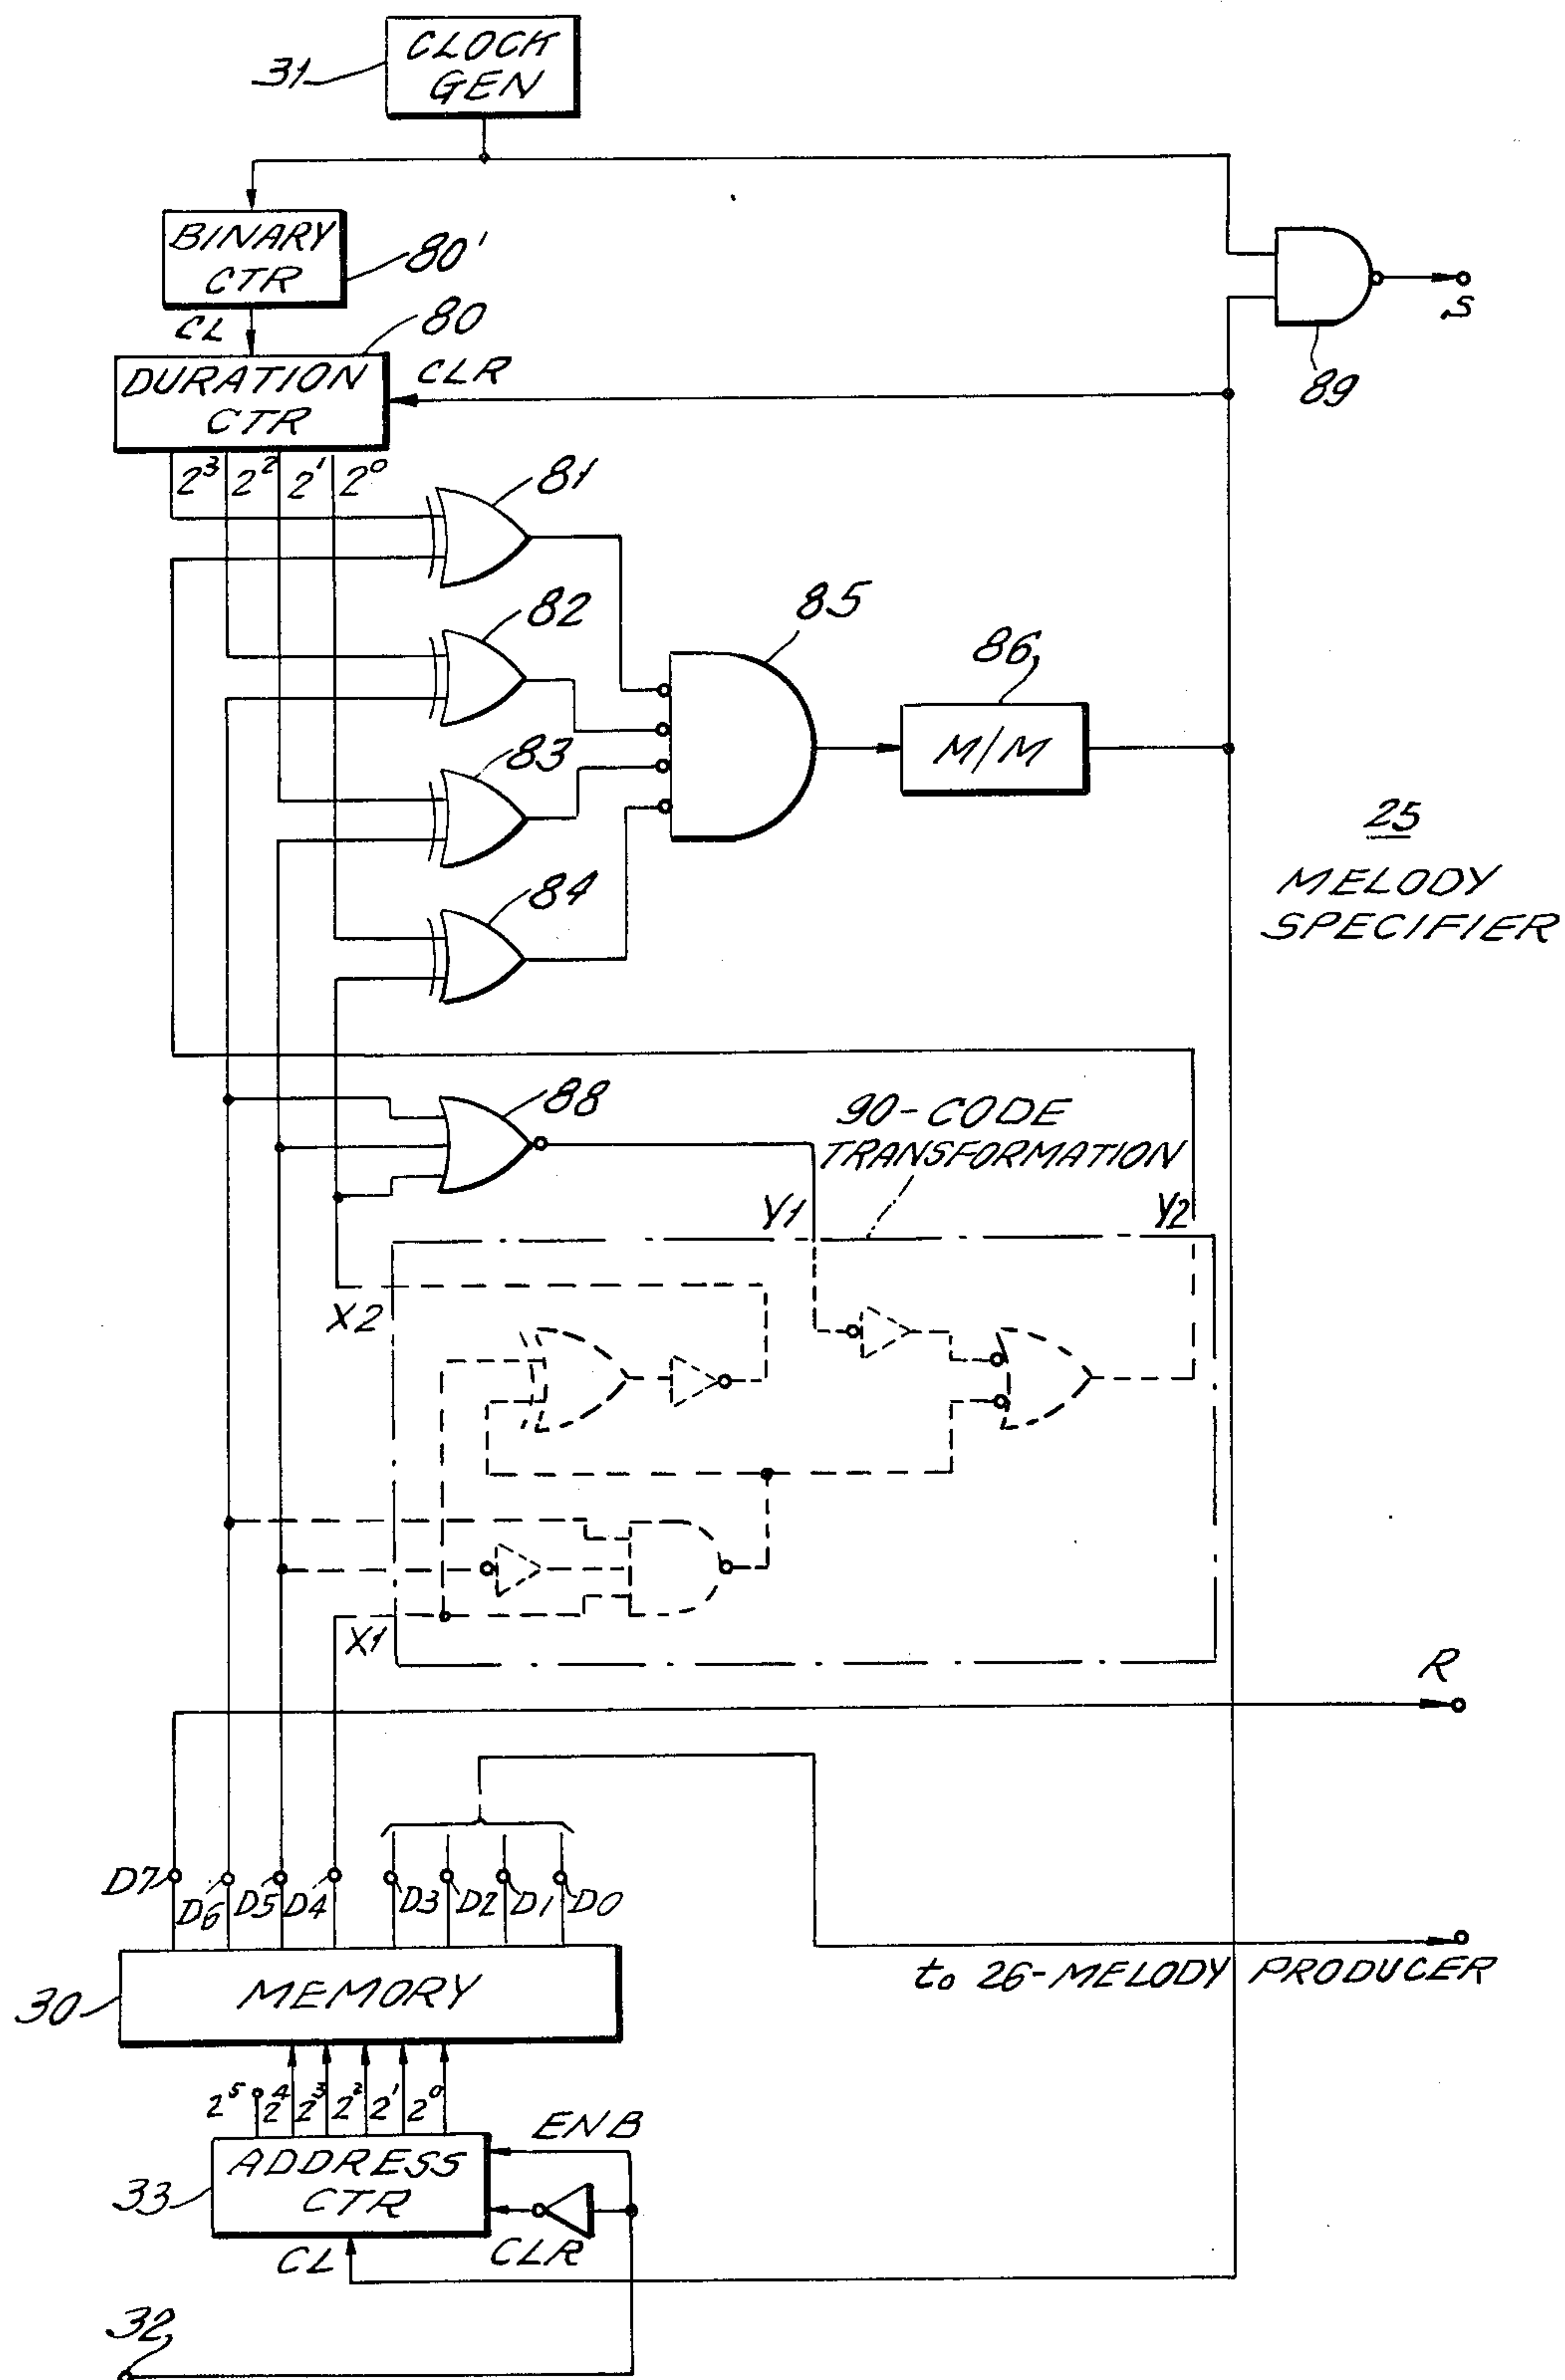 CLOCK
GEN
31
BINARY
CTR
80'
CL
80
DURATION
CTR
CLR
S
89
2³ 2² 2¹ 2⁰
81
82
83
84
85
86
M/M
25
MELODY
SPECIFIER
88
90-CODE
TRANSFORMATION
Y1
Y2
X2
X1
R
D7 D6 D5 D4 D3 D2 D1 D0
MEMORY
30
to 26-MELODY PRODUCER
2⁵ 2⁴ 2³ 2² 2¹ 2⁰
ENB
ADDRESS
CTR
33
CLR
CL
32